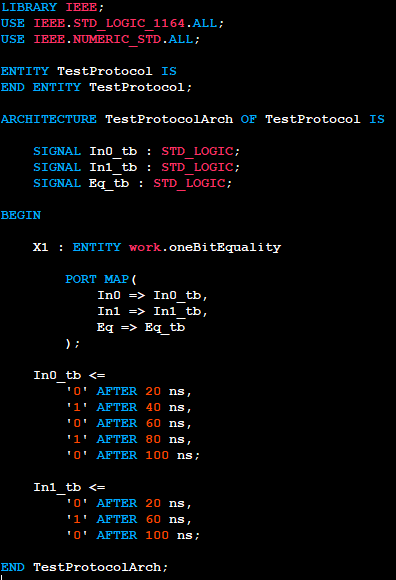 LIBRARY IEEE;
USE IEEE.STD_LOGIC_1164.ALL;
USE IEEE.NUMERIC_STD.ALL;
ENTITY TestProtocol IS
END ENTITY TestProtocol;
ARCHITECTURE TestProtocolArch OF TestProtocol IS
SIGNAL In0_tb : STD_LOGIC;
SIGNAL In1_tb : STD_LOGIC;
SIGNAL Eq_tb : STD_LOGIC;
BEGIN
X1 : ENTITY work.oneBitEquality
PORT MAP(
In0 => In0_tb,
In1 => In1_tb,
Eq => Eq_tb
);
In0_tb <=
'0' AFTER 20 ns,
'1' AFTER 40 ns,
'0' AFTER 60 ns,
'1' AFTER 80 ns,
'0' AFTER 100 ns;
In1_tb <=
'0' AFTER 20 ns,
'1' AFTER 60 ns,
'0' AFTER 100 ns;
END TestProtocolArch;